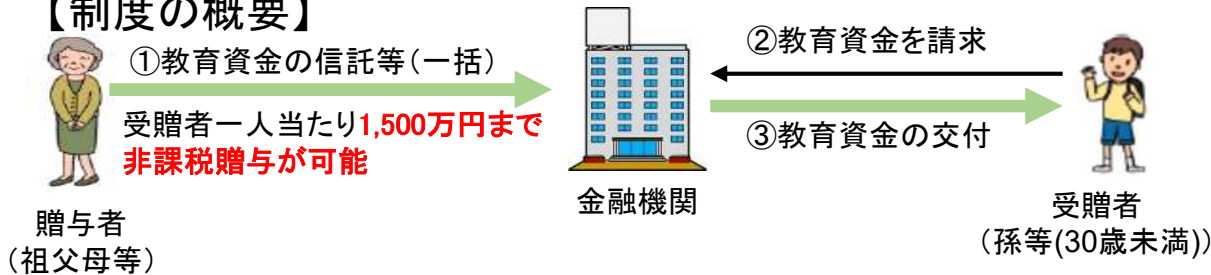 【制度の概要】
①教育資金の信託等（一括）
受贈者一人当たり1,500万円まで
非課税贈与が可能
贈与者
（祖父母等）
金融機関
②教育資金を請求
③教育資金の交付
受贈者
（孫等(30歳未満)）